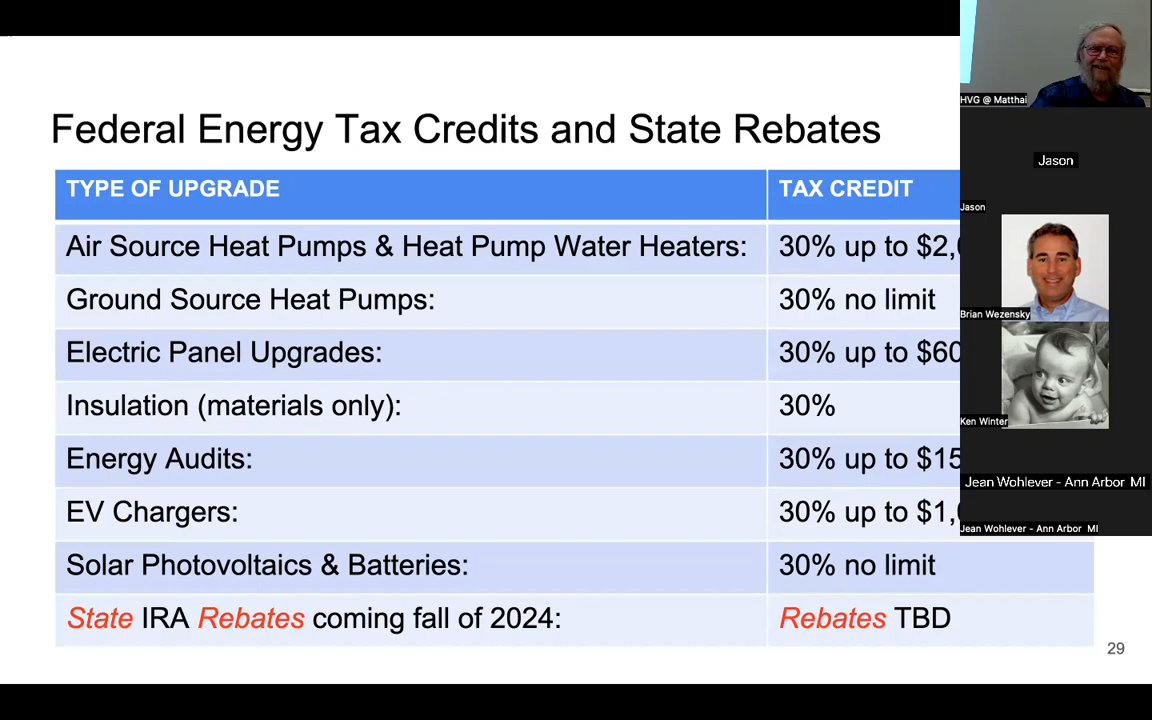 Federal Energy Tax Credits and State Rebates
TYPE OF UPGRADE TAX CREDIT
Air Source Heat Pumps & Heat Pump Water Heaters: 30% up to $2,
Ground Source Heat Pumps: 30% no limit
Electric Panel Upgrades: 30% up to $60
Insulation (materials only): 30%
Energy Audits: 30% up to $15
EV Chargers: 30% up to $1,
Solar Photovoltaics & Batteries: 30% no limit
State IRA Rebates coming fall of 2024: Rebates TBD
29
HVG @ Matthai
Jason
Jason
Brian Wezensky
Ken Winter
Jean Wohlever - Ann Arbor MI
Jean Wohlever - Ann Arbor MI